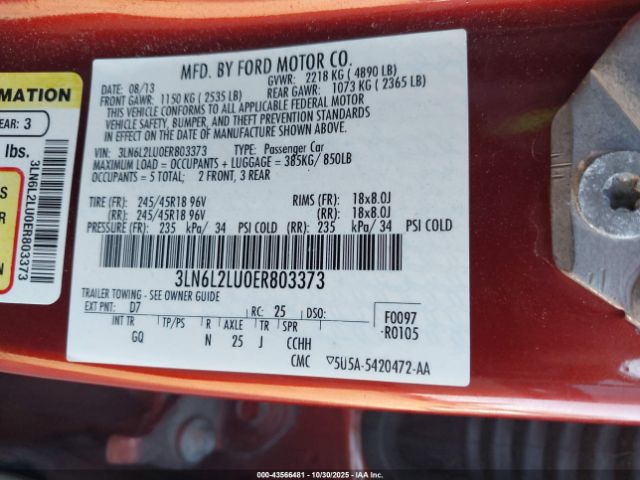 MFD. BY FORD MOTOR CO.
DATE: 08/13 GVWR: 2218 KG ( 4890 LB)
FRONT GAWR: 1150 KG ( 2535 LB) REAR GAWR: 1073 KG ( 2365 LB)
THIS VEHICLE CONFORMS TO ALL APPLICABLE FEDERAL MOTOR
VEHICLE SAFETY, BUMPER, AND THEFT PREVENTION STANDARDS
IN EFFECT ON THE DATE OF MANUFACTURE SHOWN ABOVE.
VIN: 3LN6L2LU0ER803373 TYPE: Passenger Car
MAXIMUM LOAD = OCCUPANTS + LUGGAGE = 385KG/ 850LB
OCCUPANTS = 5 TOTAL; 2 FRONT, 3 REAR
TIRE (FR): 245/45R18 96V RIMS (FR): 18x8.0J
(RR): 245/45R18 96V (RR): 18x8.0J
PRESSURE (FR): 235 kPa/ 34 PSI COLD (RR): 235 kPa/ 34 PSI COLD
3LN6L2LU0ER803373
TRAILER TOWING - SEE OWNER GUIDE
EXT PNT: D7 RC: 25 DSO: F0097
INT TR TP/PS R AXLE TR SPR -R0105
GQ N 25 J CCHH
CMC ▽5U5A-5420472-AA
RMATION
EAR: 3
lbs.
3LN6L2LU0ER803373
S
R
N
000-43566481 - 10/30/2025 - IAAI.COM